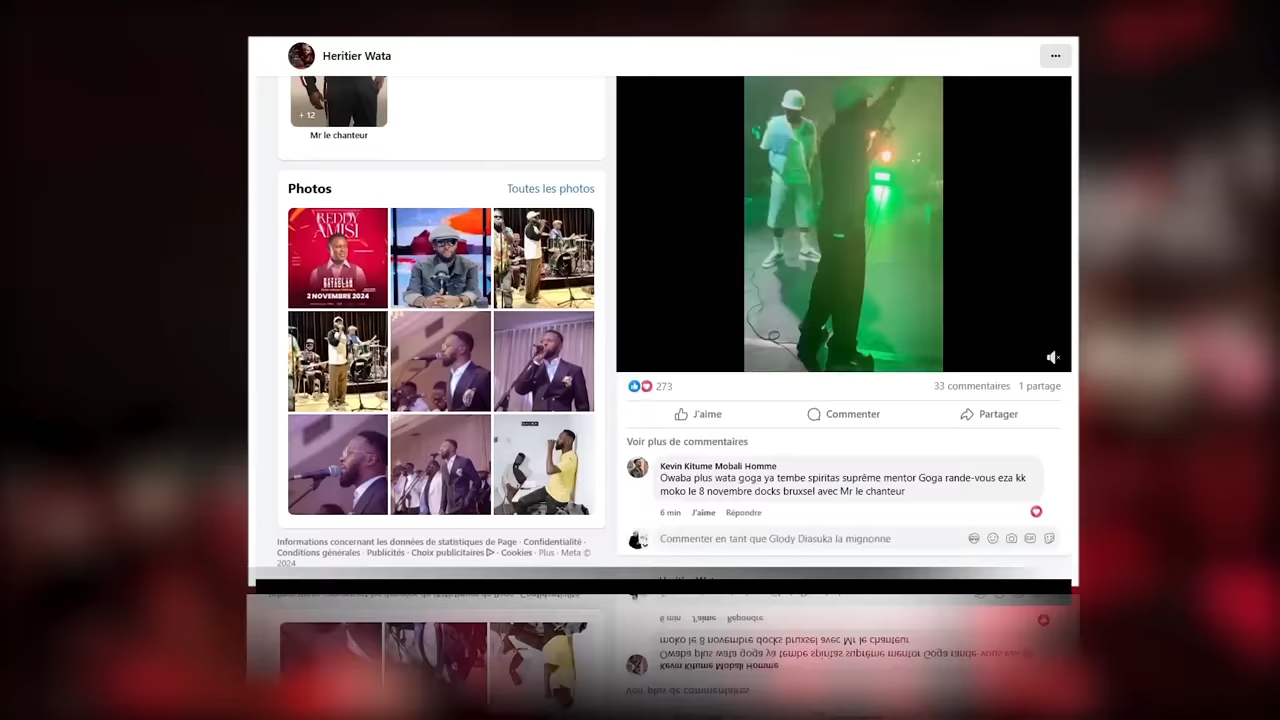 Heritier Wata
...
+ 12
Mr le chanteur
Photos
Toutes les photos
REDDY
AMISI
2 NOVEMBRE 2024
273
33 commentaires 1 partage
J'aime
Commenter
Partager
Voir plus de commentaires
Kevin Kitume Mobali Homme
Owaba plus wata goga ya tembe spiritas suprême mentor Goga rande-vous eza kk
moko le 8 novembre docks bruxsel avec Mr le chanteur
6 min J'aime Répondre
Commenter en tant que Glody Diasuka la mignonne
Informations concernant les données de statistiques de Page · Confidentialité ·
Conditions générales · Publicités · Choix publicitaires · Cookies · Plus · Meta ©
2024